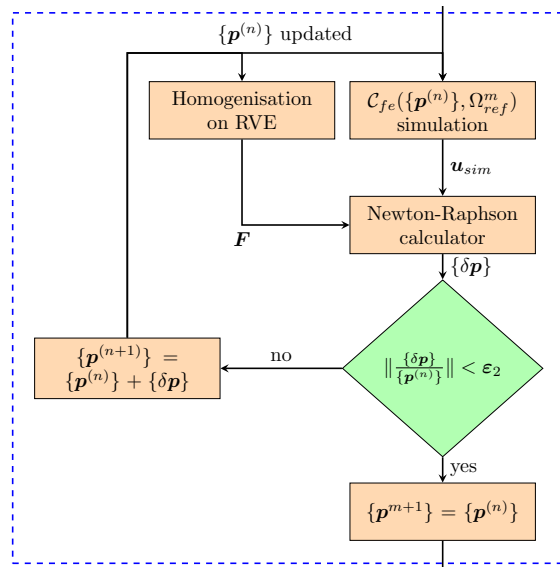 {p^(n)} updated
Homogenisation
on RVE
C_fe({p^(n)}, Ω^m_ref)
simulation
u_sim
Newton-Raphson
calculator
F
{δp}
{p^(n+1)} =
{p^(n)} + {δp}
no
‖{δp}/{p^(n)}‖ < ε_2
yes
{p^m+1} = {p^(n)}